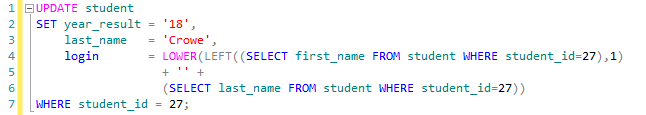 1 UPDATE student
2 SET year_result = '18',
3 last_name = 'Crowe',
4 login = LOWER(LEFT((SELECT first_name FROM student WHERE student_id=27),1)
5 + '' +
6 (SELECT last_name FROM student WHERE student_id=27))
7 WHERE student_id = 27;